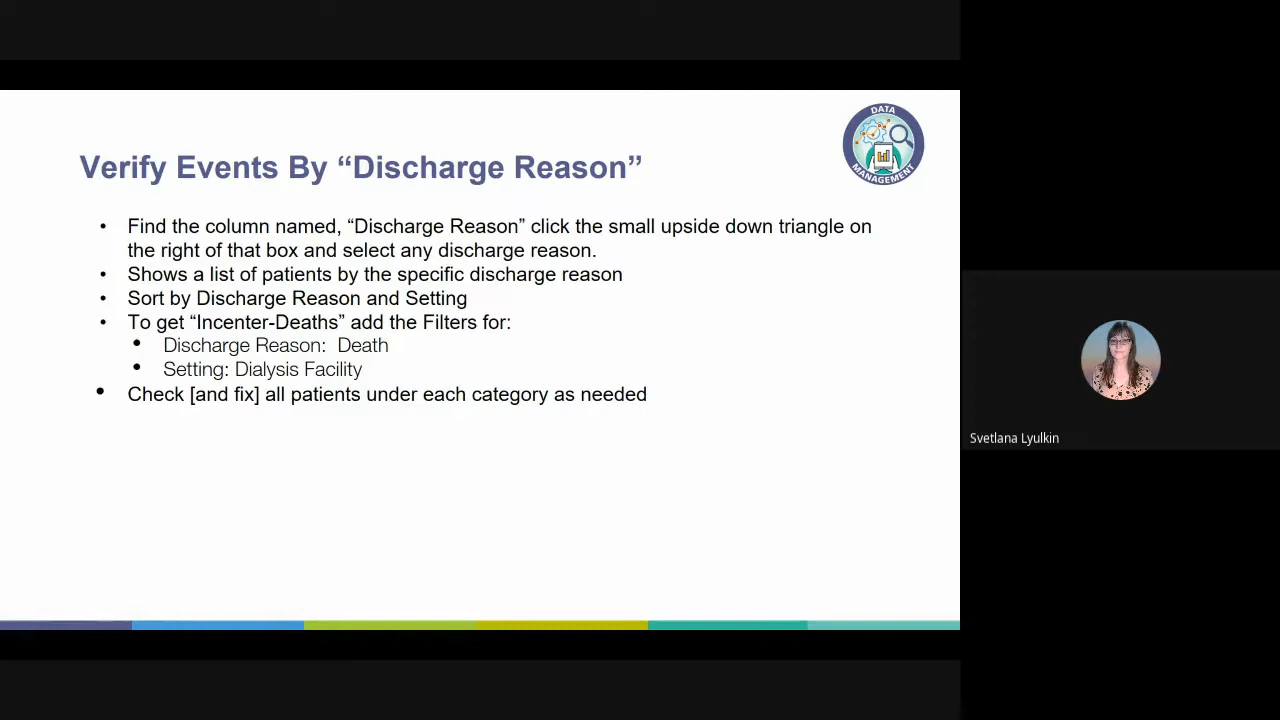 DATA
MANAGEMENT
Verify Events By “Discharge Reason”
• Find the column named, “Discharge Reason” click the small upside down triangle on
the right of that box and select any discharge reason.
• Shows a list of patients by the specific discharge reason
• Sort by Discharge Reason and Setting
• To get “Incenter-Deaths” add the Filters for:
• Discharge Reason:  Death
• Setting: Dialysis Facility
• Check [and fix] all patients under each category as needed
Svetlana Lyulkin